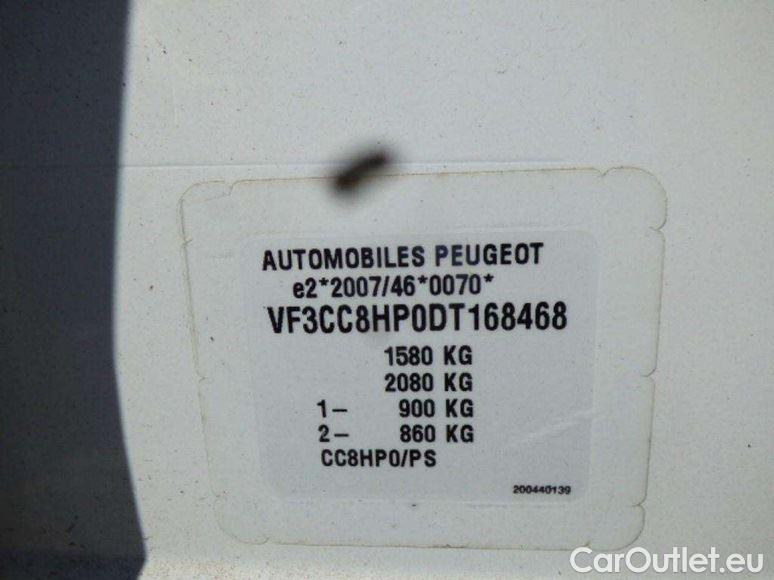 AUTOMOBILES PEUGEOT
e2*2007/46*0070*
VF3CC8HP0DT168468
1580 KG
2080 KG
1- 900 KG
2- 860 KG
CC8HP0/PS
200440139
CarOutlet.eu